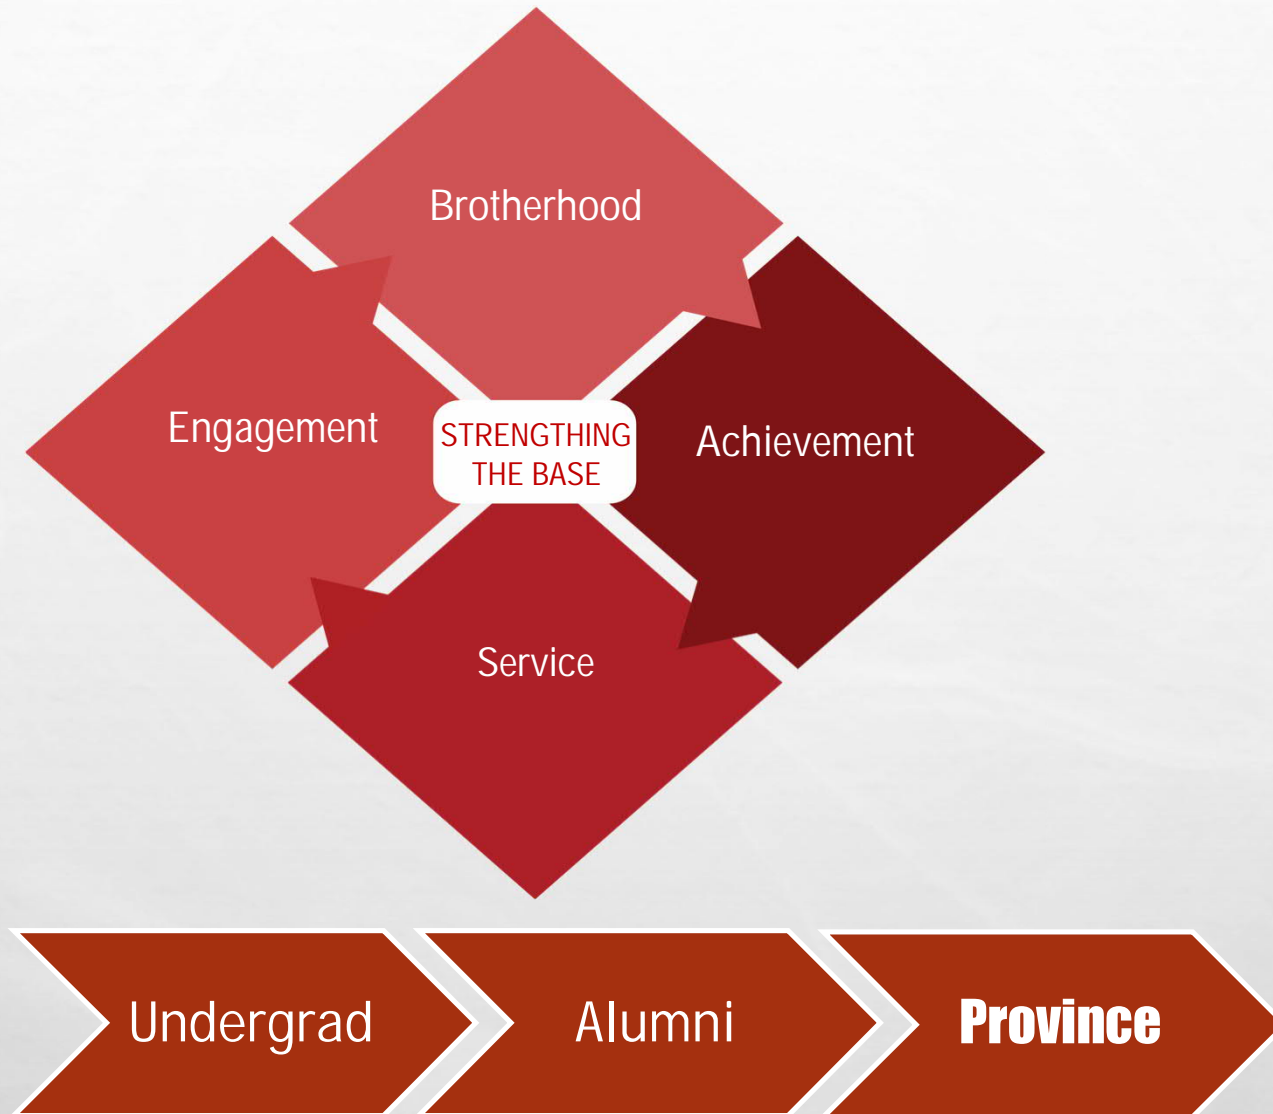 Brotherhood
Engagement
STRENGTHING
THE BASE
Achievement
Service
Undergrad
Alumni
Province